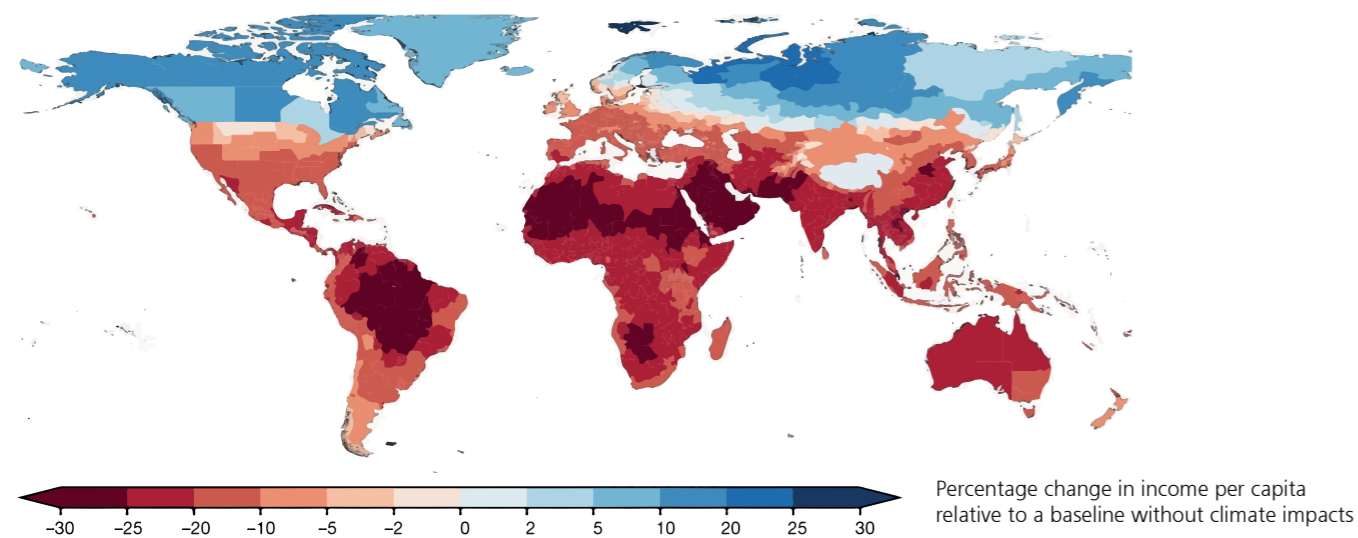 −30 −25 −20 −10 −5 −2 0 2 5 10 20 25 30
Percentage change in income per capita
relative to a baseline without climate impacts